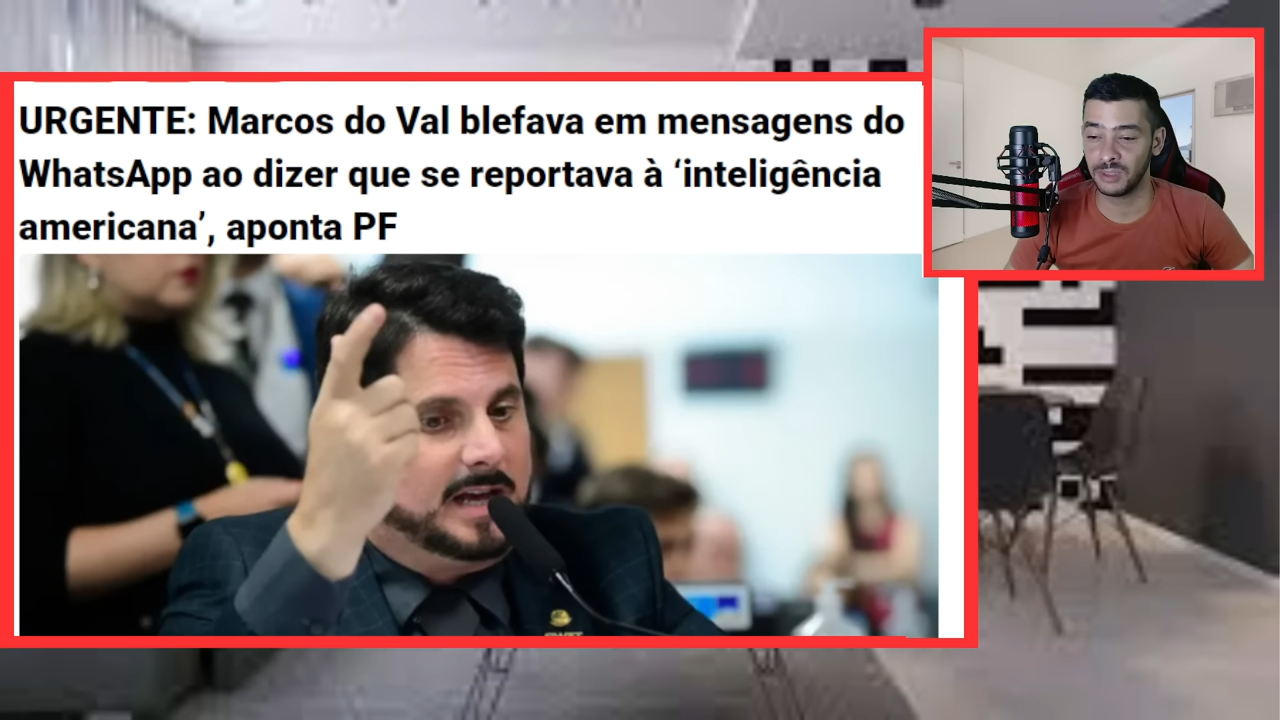 URGENTE: Marcos do Val blefava em mensagens do
WhatsApp ao dizer que se reportava à ‘inteligência
americana’, aponta PF